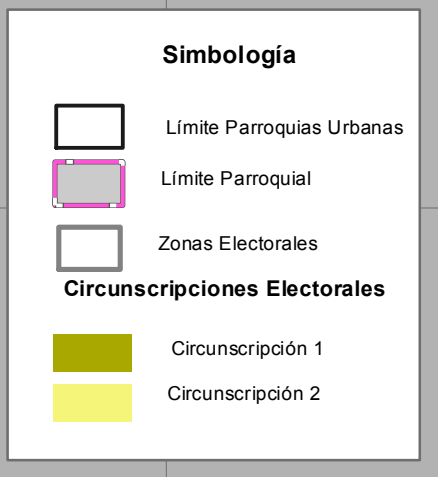 Simbología
Límite Parroquias Urbanas
Límite Parroquial
Zonas Electorales
Circunscripciones Electorales
Circunscripción 1
Circunscripción 2